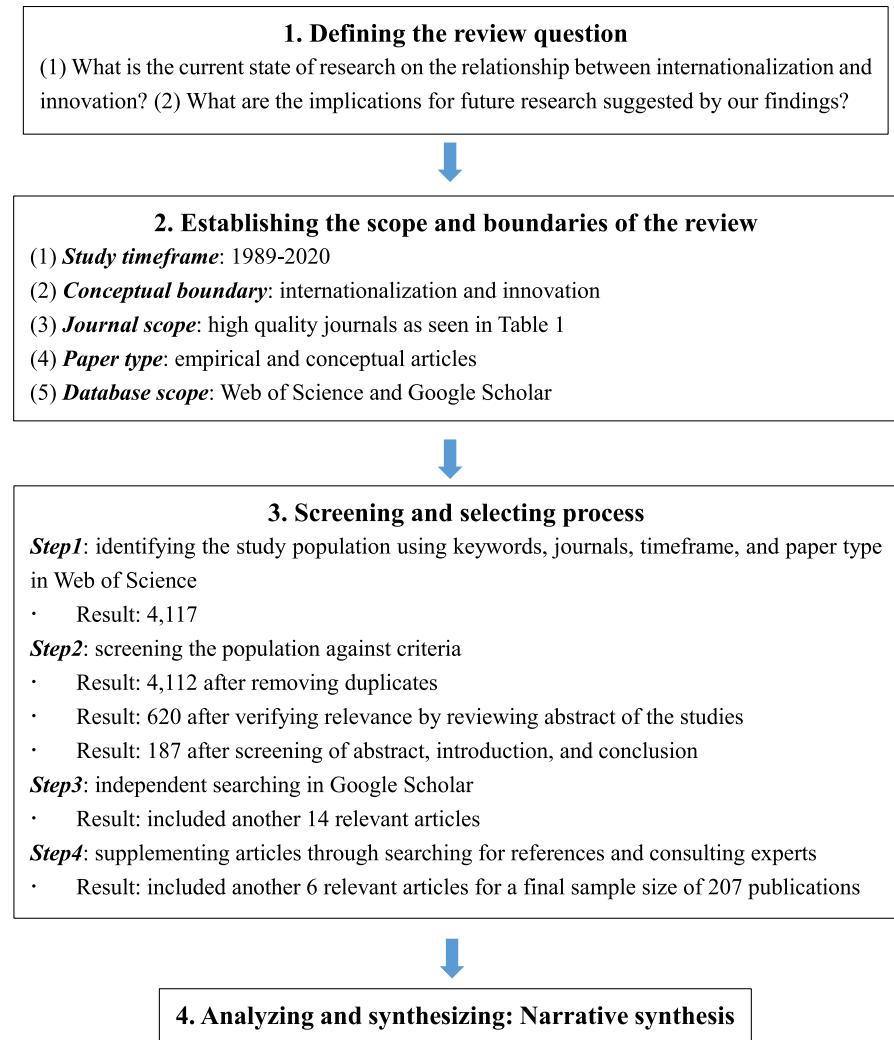 1. Defining the review question
(1) What is the current state of research on the relationship between internationalization and
innovation? (2) What are the implications for future research suggested by our findings?
2. Establishing the scope and boundaries of the review
(1) Study timeframe: 1989-2020
(2) Conceptual boundary: internationalization and innovation
(3) Journal scope: high quality journals as seen in Table 1
(4) Paper type: empirical and conceptual articles
(5) Database scope: Web of Science and Google Scholar
3. Screening and selecting process
Step1: identifying the study population using keywords, journals, timeframe, and paper type
in Web of Science
· Result: 4,117
Step2: screening the population against criteria
· Result: 4,112 after removing duplicates
· Result: 620 after verifying relevance by reviewing abstract of the studies
· Result: 187 after screening of abstract, introduction, and conclusion
Step3: independent searching in Google Scholar
· Result: included another 14 relevant articles
Step4: supplementing articles through searching for references and consulting experts
· Result: included another 6 relevant articles for a final sample size of 207 publications
4. Analyzing and synthesizing: Narrative synthesis